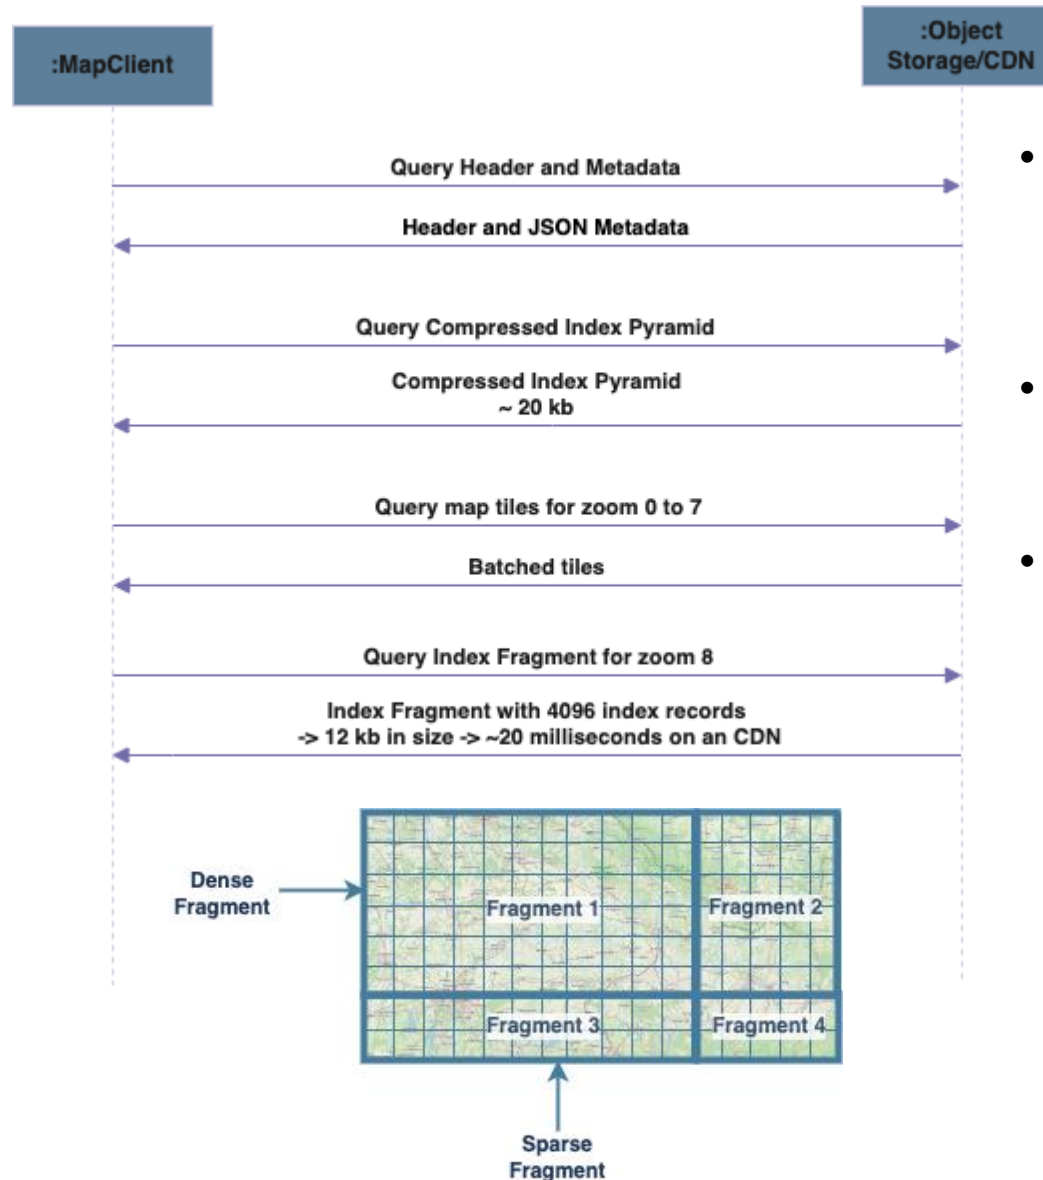 :MapClient
:Object
Storage/CDN
Query Header and Metadata
Header and JSON Metadata
Query Compressed Index Pyramid
Compressed Index Pyramid
~ 20 kb
Query map tiles for zoom 0 to 7
Batched tiles
Query Index Fragment for zoom 8
Index Fragment with 4096 index records
-> 12 kb in size -> ~20 milliseconds on an CDN
Dense
Fragment
Fragment 1
Fragment 2
Fragment 3
Fragment 4
Sparse
Fragment